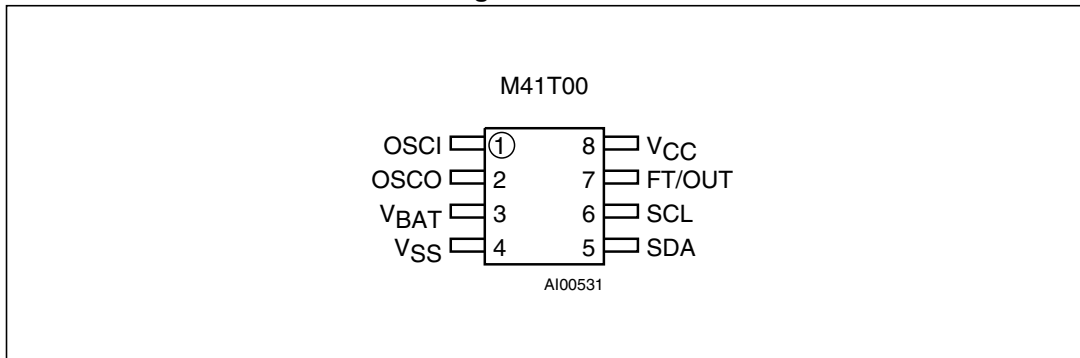 M41T00
OSCI 1 8 VCC
OSCO 2 7 FT/OUT
VBAT 3 6 SCL
VSS 4 5 SDA
AI00531